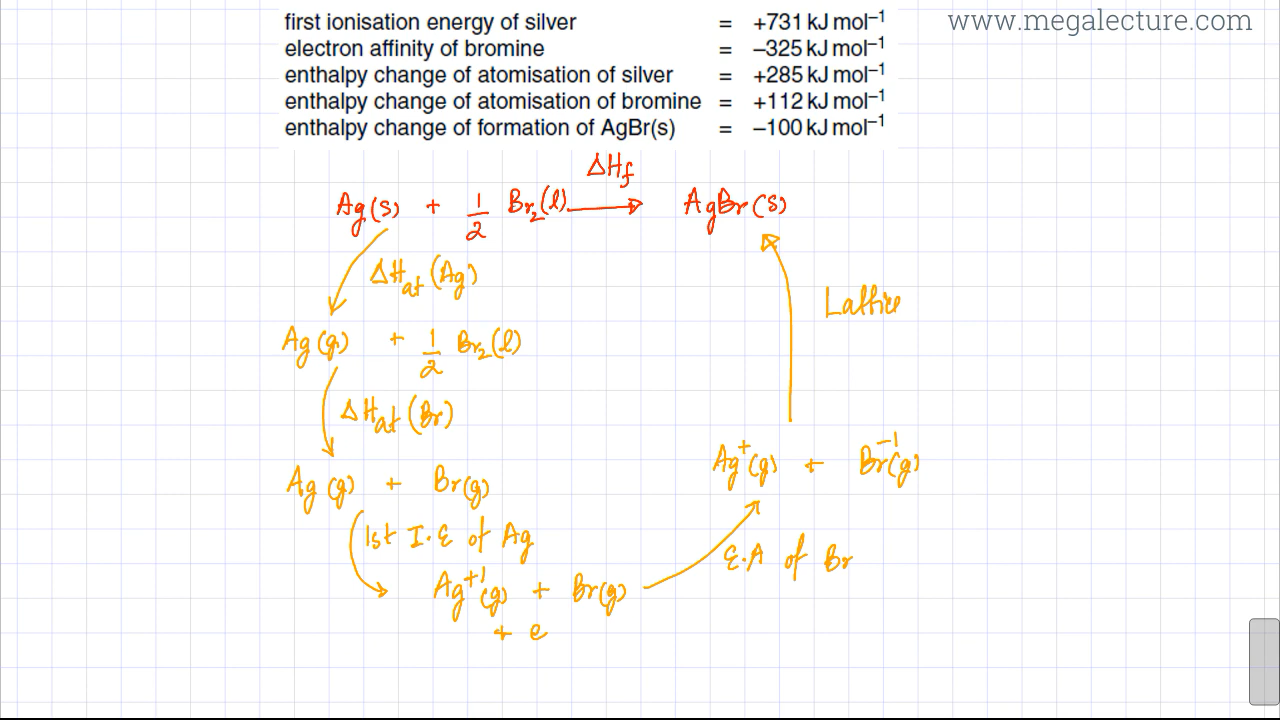 www.megalecture.com
first ionisation energy of silver = +731 kJ mol⁻¹
electron affinity of bromine = –325 kJ mol⁻¹
enthalpy change of atomisation of silver = +285 kJ mol⁻¹
enthalpy change of atomisation of bromine = +112 kJ mol⁻¹
enthalpy change of formation of AgBr(s) = –100 kJ mol⁻¹
ΔHf
Ag(s) + 1/2 Br₂(l) → AgBr(s)
ΔHat (Ag)
Lattice
Ag(g) + 1/2 Br₂(l)
ΔHat (Br)
Ag⁺(g) + Br⁻¹(g)
Ag(g) + Br(g)
1st I.E of Ag
E.A of Br
Ag⁺¹(g) + Br(g)
+ e